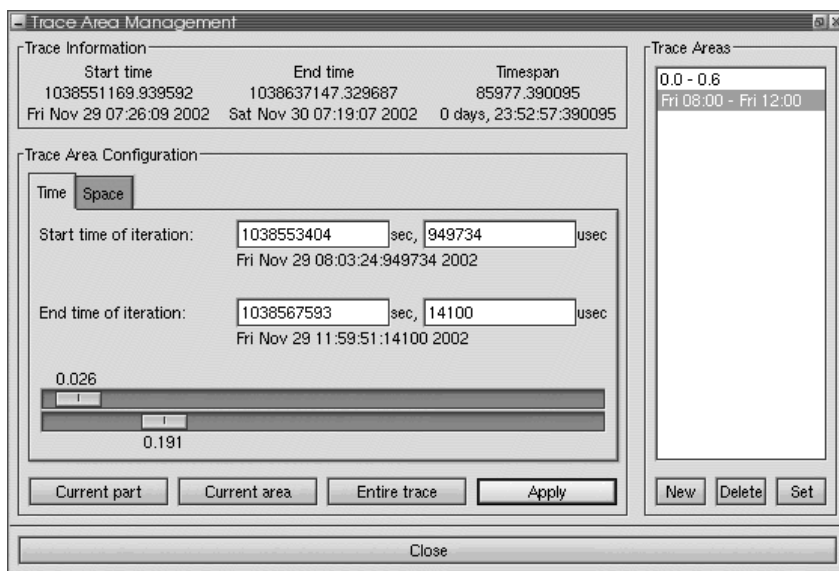 Trace Area Management
Trace Information
Start time End time Timespan
1038551169.939592 1038637147.329687 85977.390095
Fri Nov 29 07:26:09 2002 Sat Nov 30 07:19:07 2002 0 days, 23:52:57:390095
Trace Area Configuration
Time Space
Start time of iteration: 1038553404 sec, 949734 usec
Fri Nov 29 08:03:24:949734 2002
End time of iteration: 1038567593 sec, 14100 usec
Fri Nov 29 11:59:51:14100 2002
0.026
0.191
Current part Current area Entire trace Apply
Trace Areas
0.0 - 0.6
Fri 08:00 - Fri 12:00
New Delete Set
Close